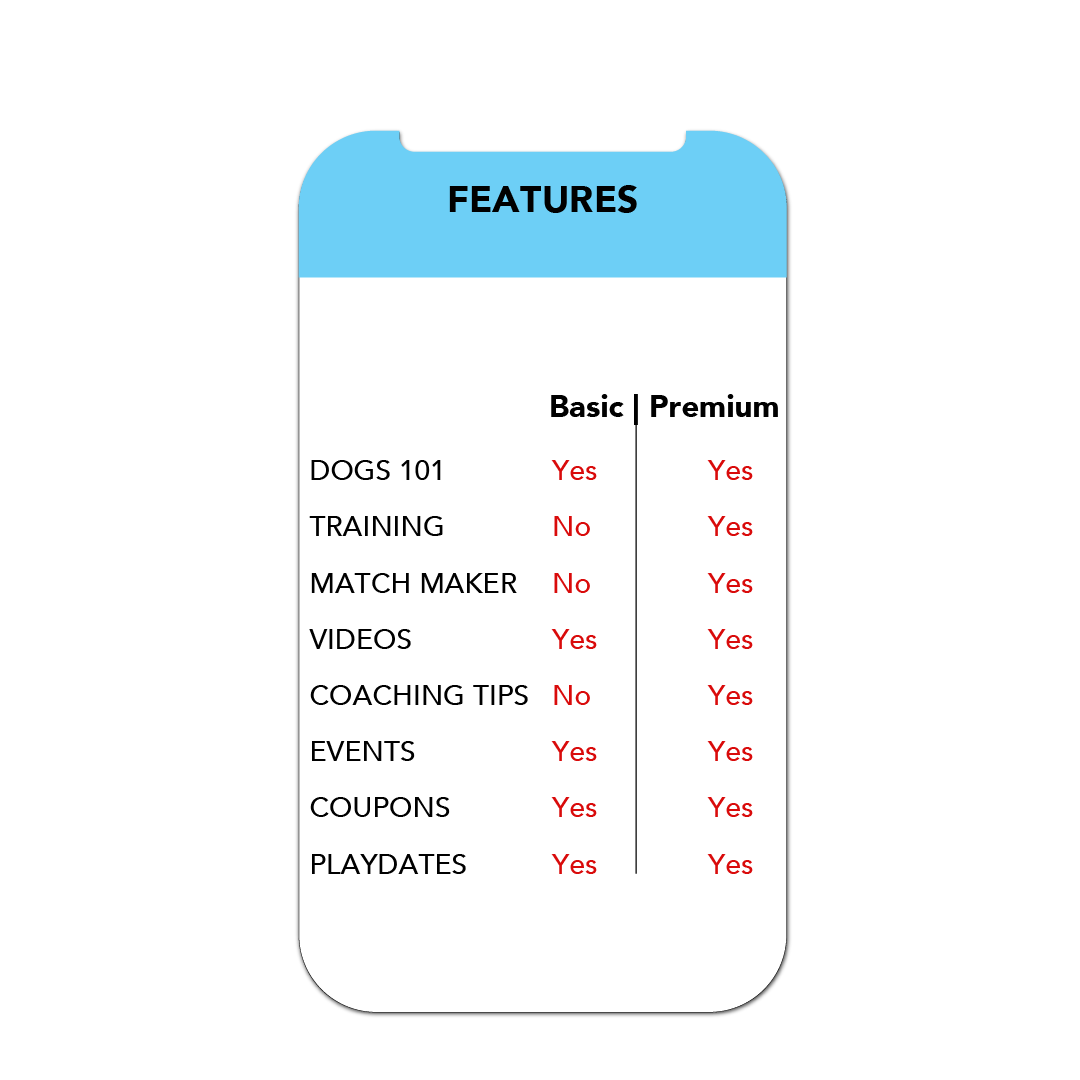 FEATURES
Basic | Premium
DOGS 101 Yes Yes
TRAINING No Yes
MATCH MAKER No Yes
VIDEOS Yes Yes
COACHING TIPS No Yes
EVENTS Yes Yes
COUPONS Yes Yes
PLAYDATES Yes Yes